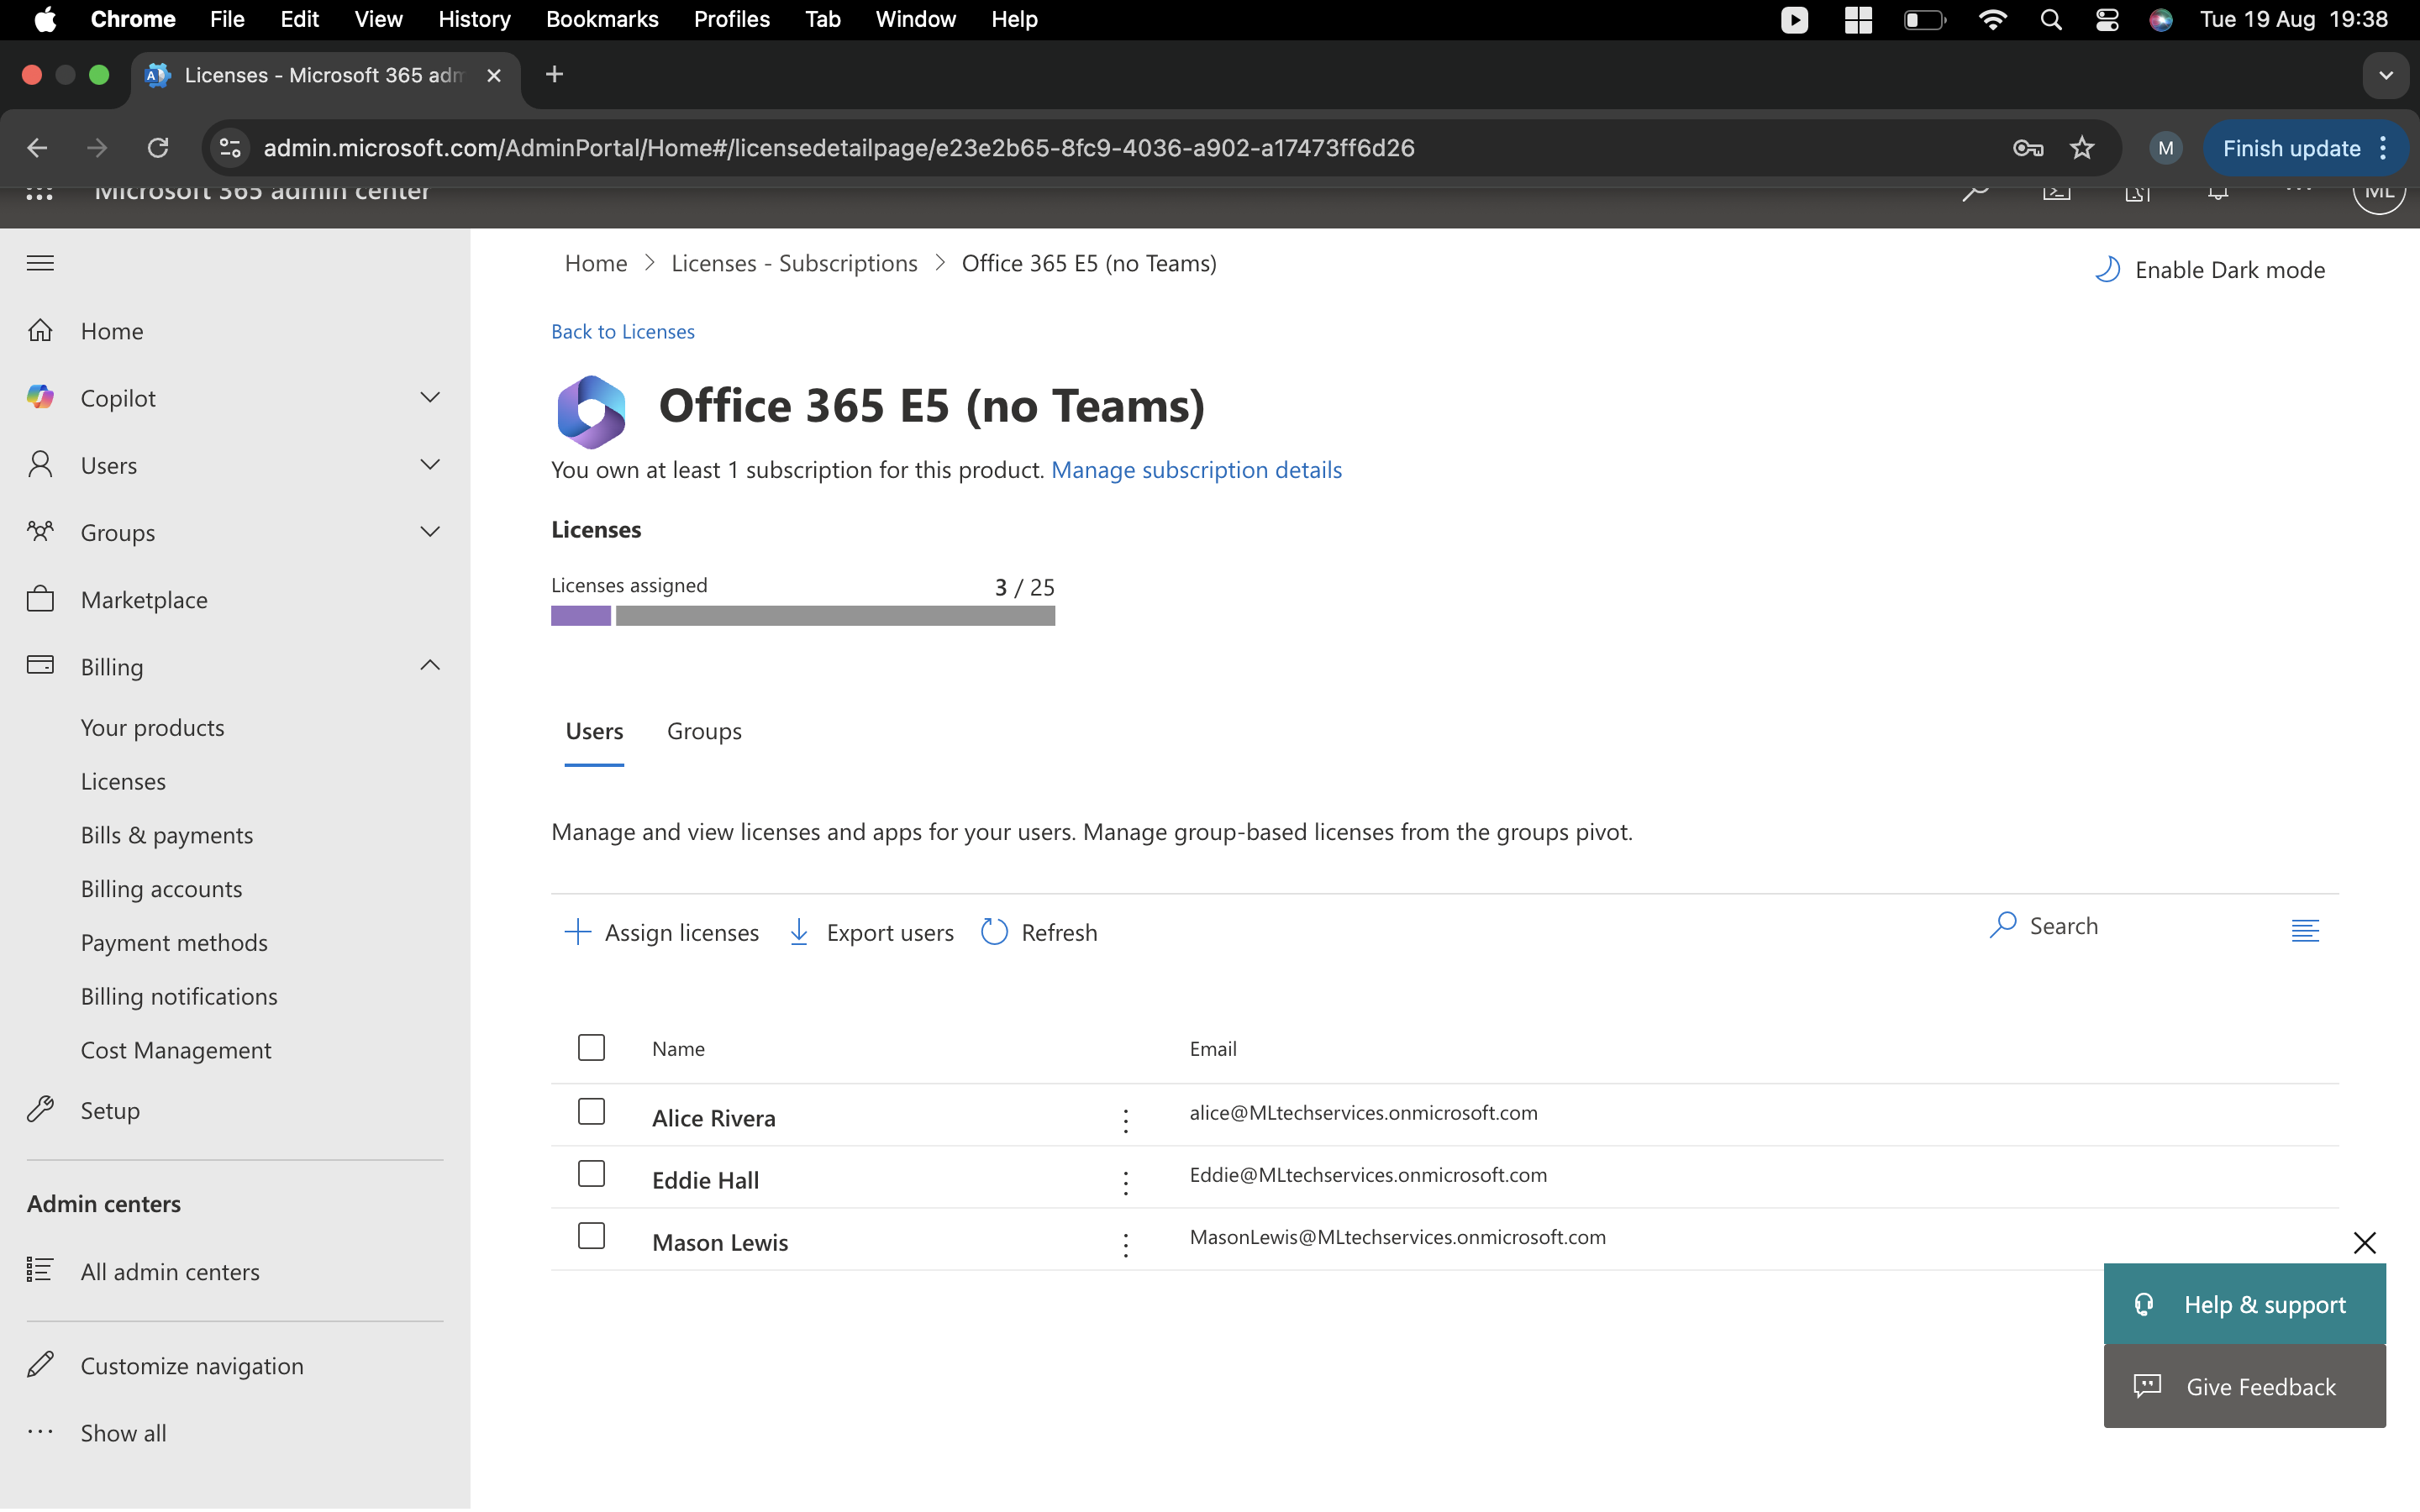 Chrome File Edit View History Bookmarks Profiles Tab Window Help Tue 19 Aug 19:38
Licenses - Microsoft 365 adm
admin.microsoft.com/AdminPortal/Home#/licensedetailpage/e23e2b65-8fc9-4036-a902-a17473ff6d26 M Finish update
Microsoft 365 admin center ML
Home
Copilot
Users
Groups
Marketplace
Billing
Your products
Licenses
Bills & payments
Billing accounts
Payment methods
Billing notifications
Cost Management
Setup
Admin centers
All admin centers
Customize navigation
Show all
Home > Licenses - Subscriptions > Office 365 E5 (no Teams)
Enable Dark mode
Back to Licenses
Office 365 E5 (no Teams)
You own at least 1 subscription for this product. Manage subscription details
Licenses
Licenses assigned 3 / 25
Users Groups
Manage and view licenses and apps for your users. Manage group-based licenses from the groups pivot.
Assign licenses Export users Refresh Search
Name Email
Alice Rivera alice@MLtechservices.onmicrosoft.com
Eddie Hall Eddie@MLtechservices.onmicrosoft.com
Mason Lewis MasonLewis@MLtechservices.onmicrosoft.com
Help & support
Give Feedback